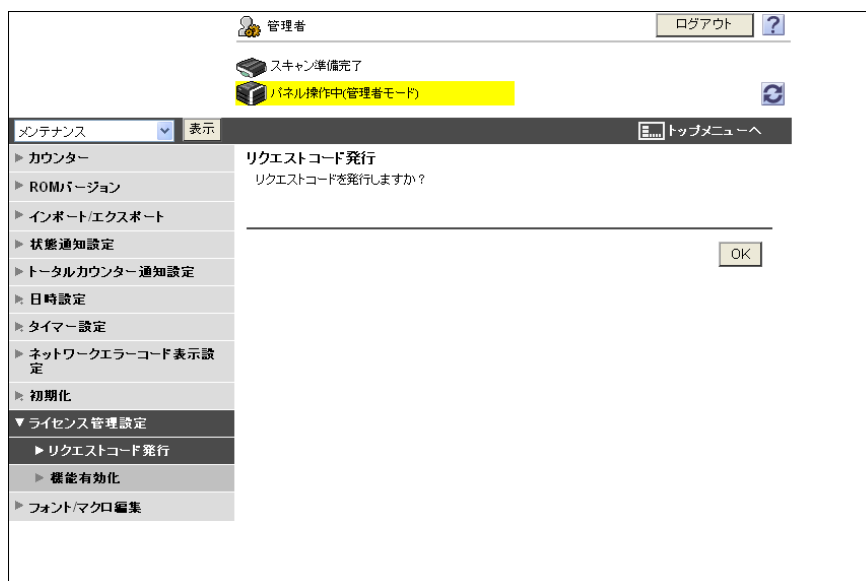 管理者
ログアウト
?
スキャン準備完了
パネル操作中(管理者モード)
メンテナンス
表示
トップメニューへ
カウンター
ROMバージョン
インポート/エクスポート
状態通知設定
トータルカウンター通知設定
日時設定
タイマー設定
ネットワークエラーコード表示設
定
初期化
ライセンス管理設定
リクエストコード発行
機能有効化
フォント/マクロ編集
リクエストコード発行
リクエストコードを発行しますか?
OK